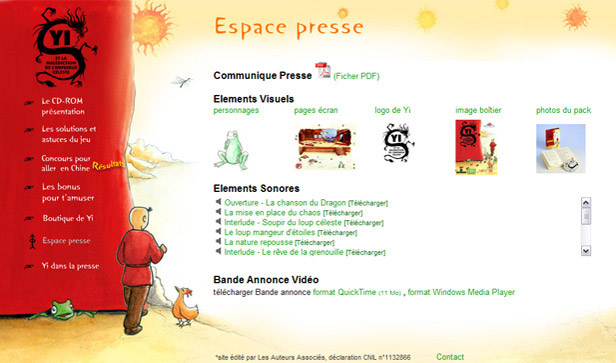 Espace presse
YI
ET LA
MALÉDICTION
DE L'EMPEREUR
CÉLESTE
Le CD-ROM
présentation
Les solutions et
astuces du jeu
Concours pour
aller en Chine Résultats
Les bonus
pour t'amuser
Boutique de Yi
Espace presse
Yi dans la presse
Communique Presse (Ficher PDF)
Elements Visuels
personnages pages écran logo de Yi image boîtier photos du pack
YI
YI
Elements Sonores
Ouverture - La chanson du Dragon [Télécharger]
La mise en place du chaos [Télécharger]
Interlude - Soupir du loup céleste [Télécharger]
Le loup mangeur d'étoiles [Télécharger]
La nature repousse [Télécharger]
Interlude - Le rêve de la grenouille [Télécharger]
Bande Annonce Vidéo
télécharger Bande annonce format QuickTime (11 Mo) , format Windows Media Player
*site édité par Les Auteurs Associés, déclaration CNIL n°1132866 Contact